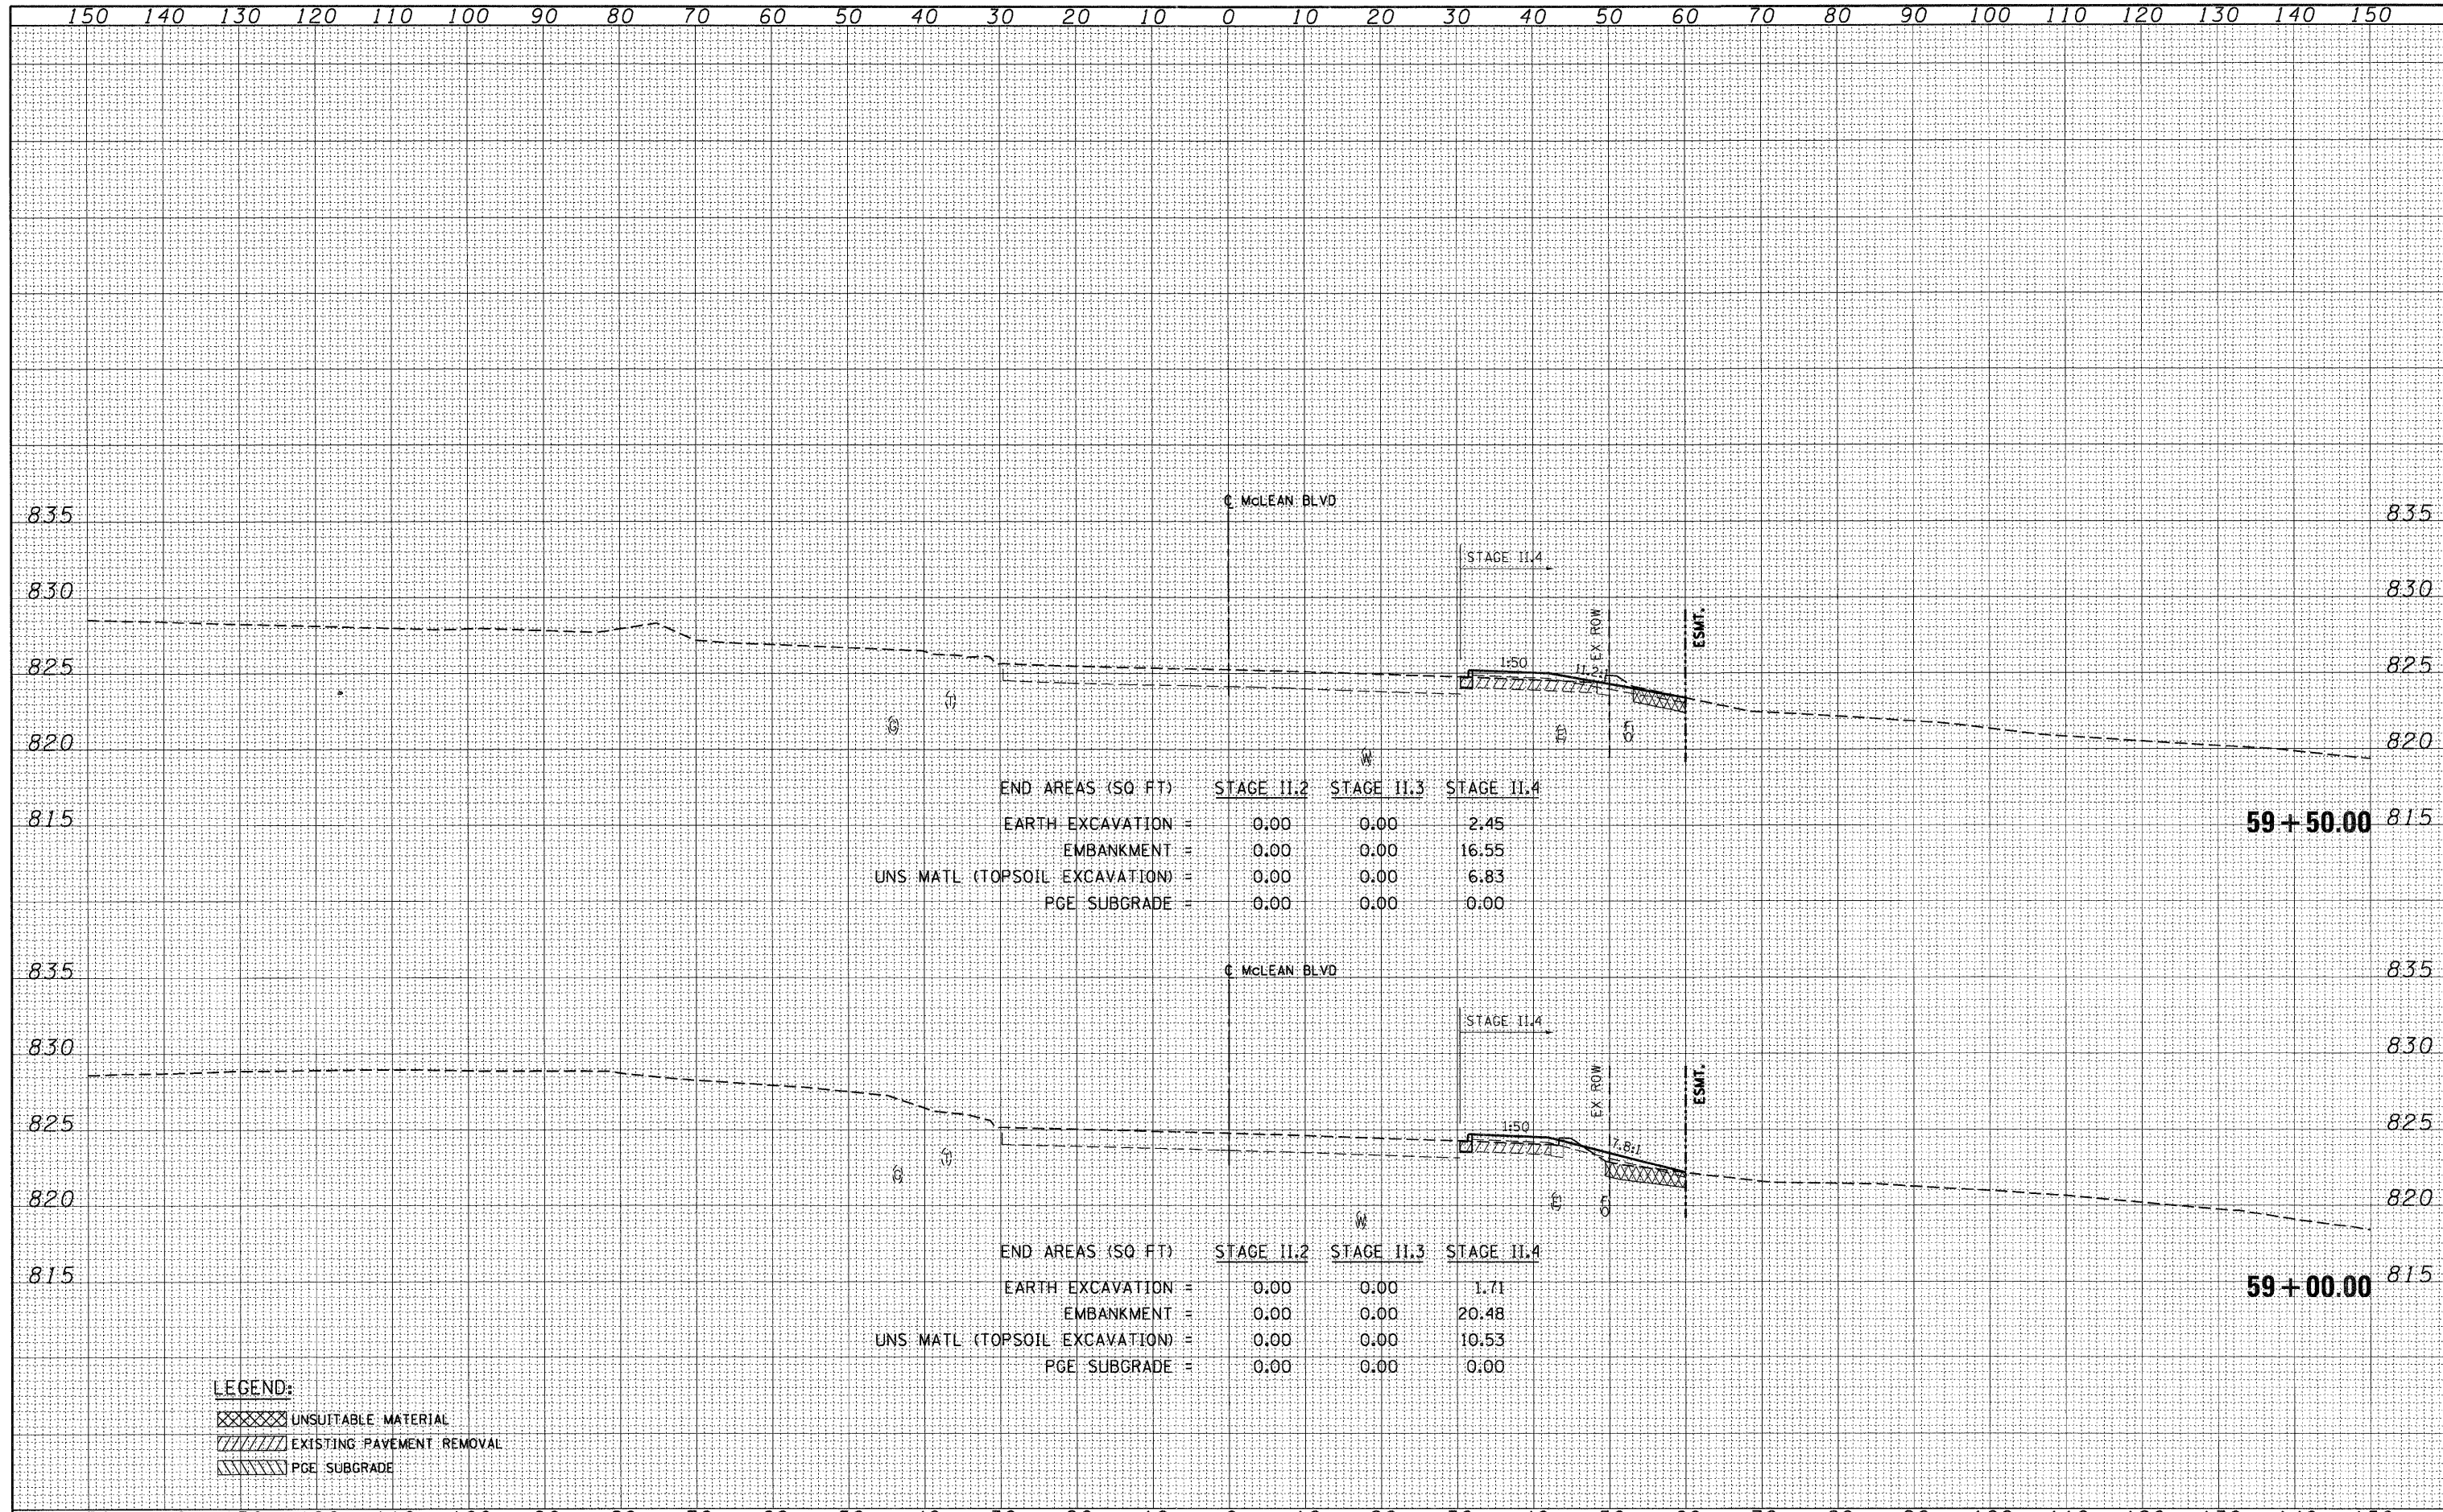 150 140 130 120 110 100 90 80 70 60 50 40 30 20 10 0 10 20 30 40 50 60 70 80 90 100 110 120 130 140 150
℄ McLEAN BLVD
835 835
STAGE II.4
830 830
EX ROW
ESMT.
825 1:50 11.2:1 825
(T)
(G)
(E)
FO
820 820
(W)
END AREAS (SQ FT) STAGE II.2 STAGE II.3 STAGE II.4
815 EARTH EXCAVATION = 0.00 0.00 2.45 59+50.00 815
EMBANKMENT = 0.00 0.00 16.55
UNS MATL (TOPSOIL EXCAVATION) = 0.00 0.00 6.83
PGE SUBGRADE = 0.00 0.00 0.00
℄ McLEAN BLVD
835 835
STAGE II.4
830 830
EX ROW
ESMT.
825 1:50 825
7.8:1
(T)
(G)
(E)
FO
820 820
(W)
END AREAS (SQ FT) STAGE II.2 STAGE II.3 STAGE II.4
815 EARTH EXCAVATION = 0.00 0.00 1.71 59+00.00 815
EMBANKMENT = 0.00 0.00 20.48
UNS MATL (TOPSOIL EXCAVATION) = 0.00 0.00 10.53
PGE SUBGRADE = 0.00 0.00 0.00
LEGEND:
UNSUITABLE MATERIAL
EXISTING PAVEMENT REMOVAL
PGE SUBGRADE